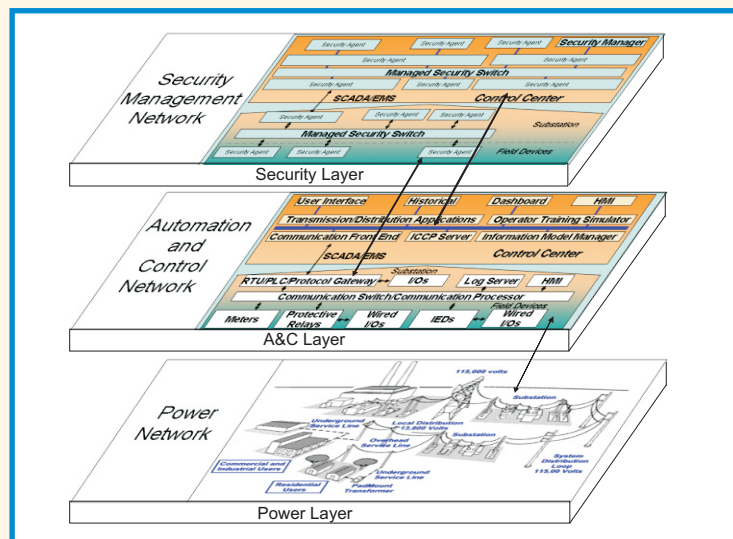 Security Agent Security Agent Security Agent Security Manager
Security Agent Security Agent
Managed Security Switch
Security Agent Security Agent Security Agent
SCADA/EMS Control Center
Security Agent Security Agent Security Agent Substation
Managed Security Switch
Security Agent Security Agent Security Agent Field Devices
Security
Management
Network
Security Layer
User Interface Historical Dashboard HMI
Transmission/Distribution Applications Operator Training Simulator
Communication Front End ICCP Server Information Model Manager
SCADA/EMS Control Center
Substation
RTU/PLC/Protocol Gateway I/Os Log Server HMI
Communication Switch/Communication Processor
Field Devices
Meters Protective Relays Wired I/Os IEDs Wired I/Os
Automation
and
Control
Network
A&C Layer
115,000 volts
Substation
Underground
Service Line
Local Distribution
13,800 Volts
Substation
Overhead
Service Line
System
Distribution
Loop
115,00 Volts
Commercial and
Industrial Users
Underground
Service Line
Residential
Users
PadMount
Transformer
Power
Network
Power Layer